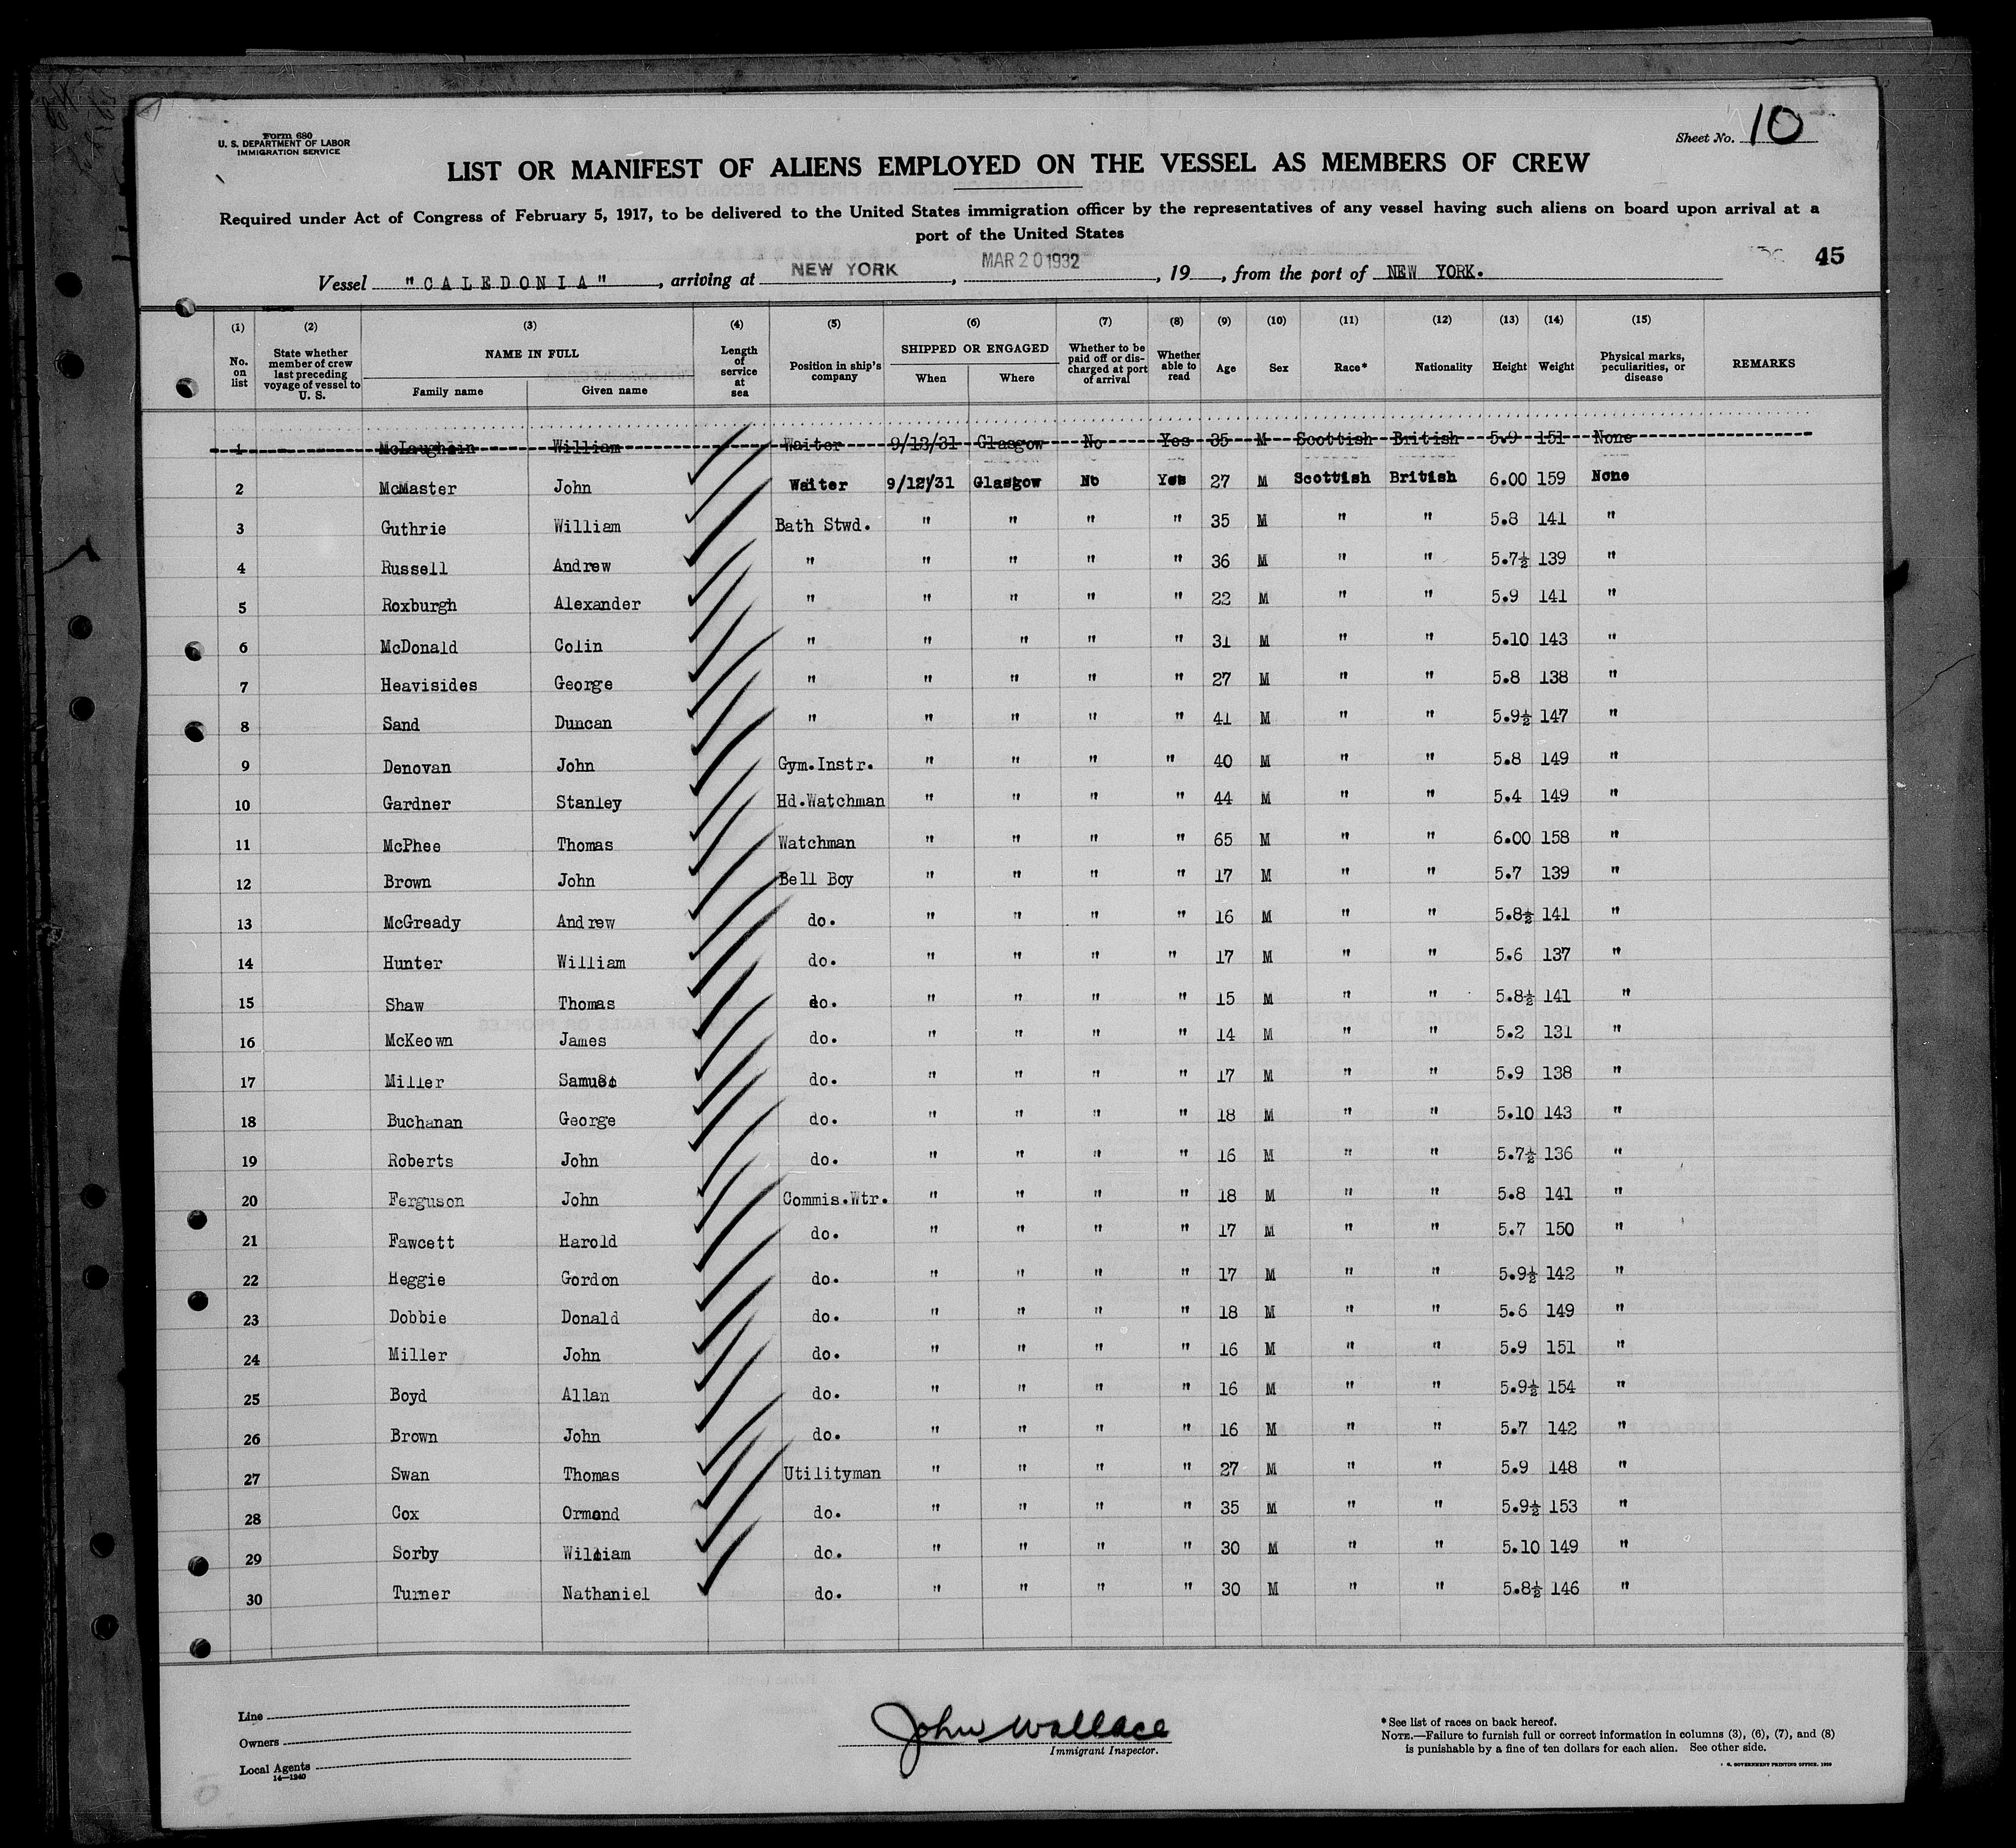 Form 680
U. S. DEPARTMENT OF LABOR
IMMIGRATION SERVICE
Sheet No. 10
LIST OR MANIFEST OF ALIENS EMPLOYED ON THE VESSEL AS MEMBERS OF CREW
Required under Act of Congress of February 5, 1917, to be delivered to the United States immigration officer by the representatives of any vessel having such aliens on board upon arrival at a
port of the United States
45
Vessel "CALEDONIA", arriving at NEW YORK, MAR 20 1932, 19, from the port of NEW YORK.
(1) (2) (3) (4) (5) (6) (7) (8) (9) (10) (11) (12) (13) (14) (15)
No. on list State whether member of crew last preceding voyage of vessel to U. S. NAME IN FULL Family name Given name Length of service at sea Position in ship's company SHIPPED OR ENGAGED When Where Whether to be paid off or discharged at port of arrival Whether able to read Age Sex Race* Nationality Height Weight Physical marks, peculiarities, or disease REMARKS
1 McLaughlin William Waiter 9/13/31 Glasgow No Yes 35 M Scottish British 5.9 151 None
2 McMaster John Waiter 9/12/31 Glasgow No Yes 27 M Scottish British 6.00 159 None
3 Guthrie William Bath Stwd. " " " " 35 M " " 5.8 141 "
4 Russell Andrew " " " " " 36 M " " 5.7½ 139 "
5 Roxburgh Alexander " " " " " 22 M " " 5.9 141 "
6 McDonald Colin " " " " " 31 M " " 5.10 143 "
7 Heavisides George " " " " " 27 M " " 5.8 138 "
8 Sand Duncan " " " " " 41 M " " 5.9½ 147 "
9 Denovan John Gym.Instr. " " " " 40 M " " 5.8 149 "
10 Gardner Stanley Hd.Watchman " " " " 44 M " " 5.4 149 "
11 McPhee Thomas Watchman " " " " 65 M " " 6.00 158 "
12 Brown John Bell Boy " " " " 17 M " " 5.7 139 "
13 McGready Andrew do. " " " " 16 M " " 5.8½ 141 "
14 Hunter William do. " " " " 17 M " " 5.6 137 "
15 Shaw Thomas do. " " " " 15 M " " 5.8½ 141 "
16 McKeown James do. " " " " 14 M " " 5.2 131 "
17 Miller Samuel do. " " " " 17 M " " 5.9 138 "
18 Buchanan George do. " " " " 18 M " " 5.10 143 "
19 Roberts John do. " " " " 16 M " " 5.7½ 136 "
20 Ferguson John Commis.Wtr. " " " " 18 M " " 5.8 141 "
21 Fawcett Harold do. " " " " 17 M " " 5.7 150 "
22 Heggie Gordon do. " " " " 17 M " " 5.9½ 142 "
23 Dobbie Donald do. " " " " 18 M " " 5.6 149 "
24 Miller John do. " " " " 16 M " " 5.9 151 "
25 Boyd Allan do. " " " " 16 M " " 5.9½ 154 "
26 Brown John do. " " " " 16 M " " 5.7 142 "
27 Swan Thomas Utilityman " " " " 27 M " " 5.9 148 "
28 Cox Ormond do. " " " " 35 M " " 5.9½ 153 "
29 Sorby William do. " " " " 30 M " " 5.10 149 "
30 Turner Nathaniel do. " " " " 30 M " " 5.8½ 146 "
Line
Owners
Local Agents
14—1240
John Wallace
Immigrant Inspector.
*See list of races on back hereof.
NOTE.—Failure to furnish full or correct information in columns (3), (6), (7), and (8)
is punishable by a fine of ten dollars for each alien. See other side.
GOVERNMENT PRINTING OFFICE